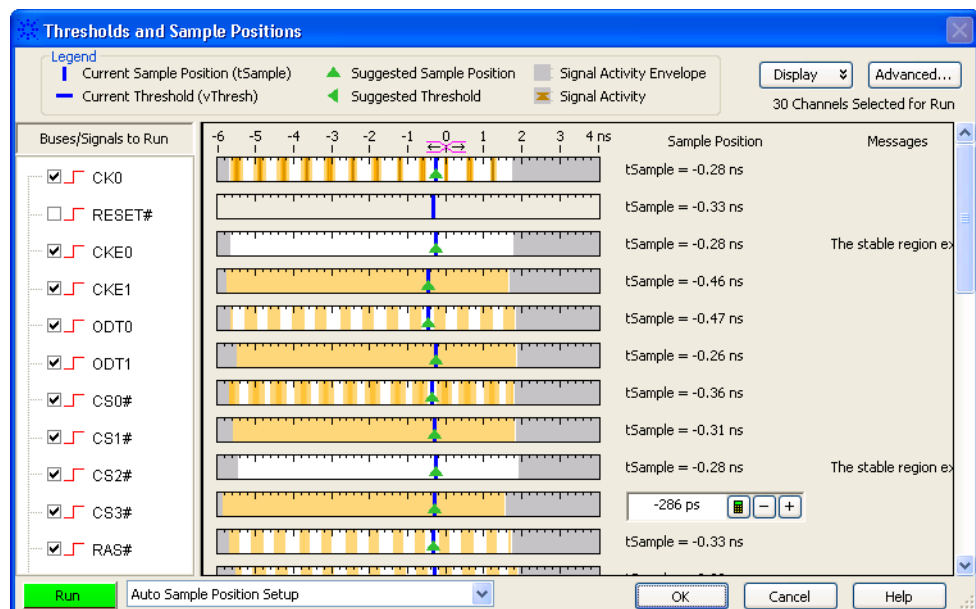 Thresholds and Sample Positions
Legend
Current Sample Position (tSample)
Suggested Sample Position
Signal Activity Envelope
Current Threshold (vThresh)
Suggested Threshold
Signal Activity
Display
Advanced...
30 Channels Selected for Run
Buses/Signals to Run
-6 -5 -4 -3 -2 -1 0 1 2 3 4 ns
Sample Position
Messages
CK0
tSample = -0.28 ns
RESET#
tSample = -0.33 ns
CKE0
tSample = -0.28 ns
The stable region e
CKE1
tSample = -0.46 ns
ODT0
tSample = -0.47 ns
ODT1
tSample = -0.26 ns
CS0#
tSample = -0.36 ns
CS1#
tSample = -0.31 ns
CS2#
tSample = -0.28 ns
The stable region e
CS3#
-286 ps
RAS#
tSample = -0.33 ns
Run
Auto Sample Position Setup
OK
Cancel
Help